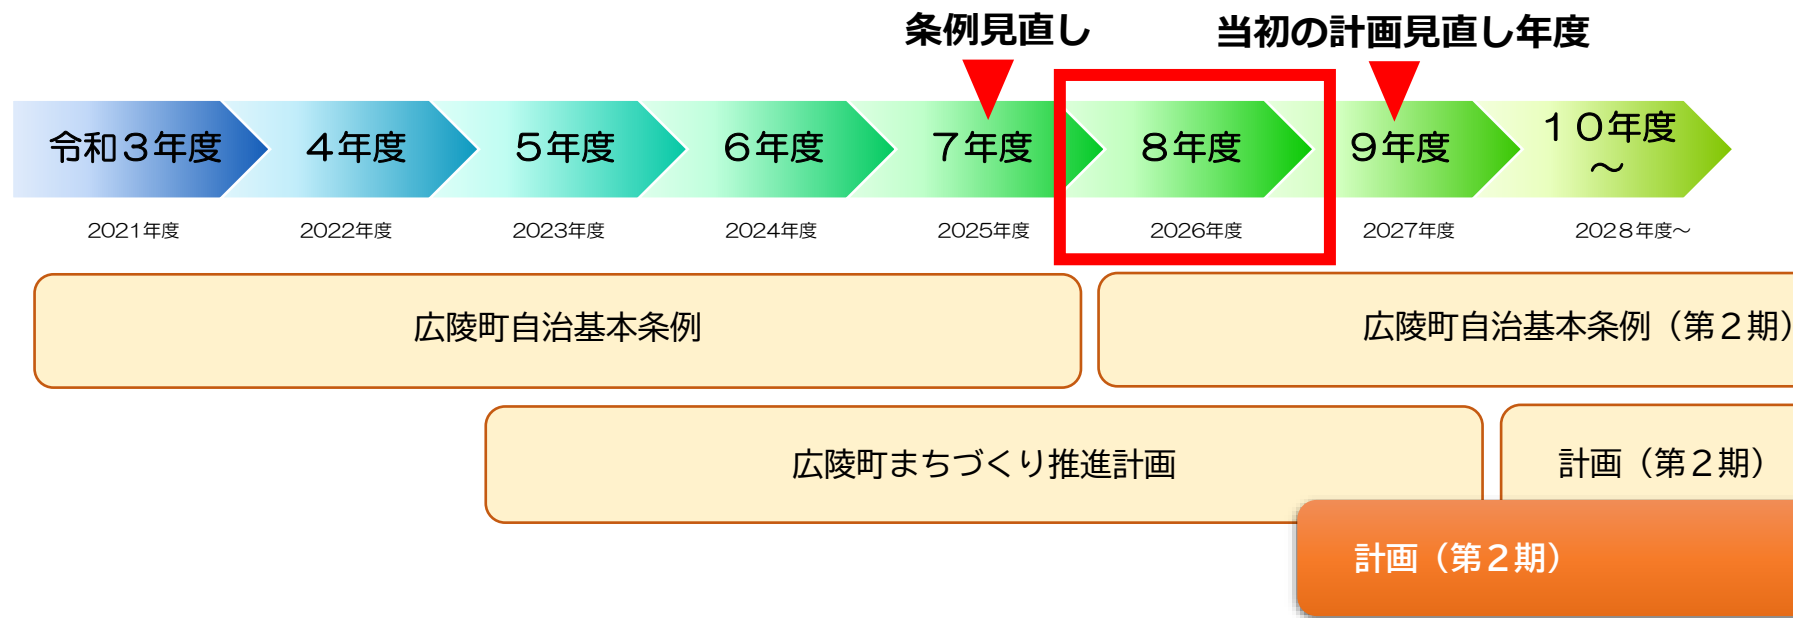 条例見直し
当初の計画見直し年度
令和３年度
４年度
５年度
６年度
７年度
８年度
９年度
１０年度
～
2021年度
2022年度
2023年度
2024年度
2025年度
2026年度
2027年度
2028年度～
広陵町自治基本条例
広陵町自治基本条例（第２期）
広陵町まちづくり推進計画
計画（第２期）
計画（第２期）